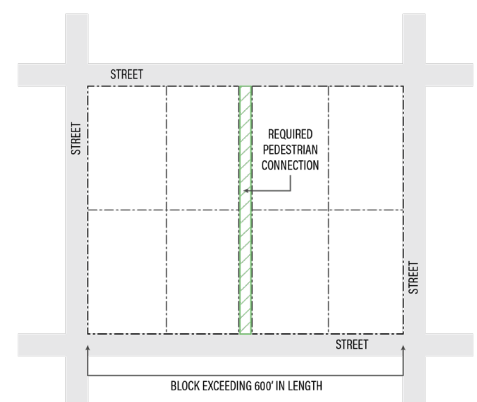 STREET
STREET
REQUIRED
PEDESTRIAN
CONNECTION
STREET
STREET
BLOCK EXCEEDING 600' IN LENGTH